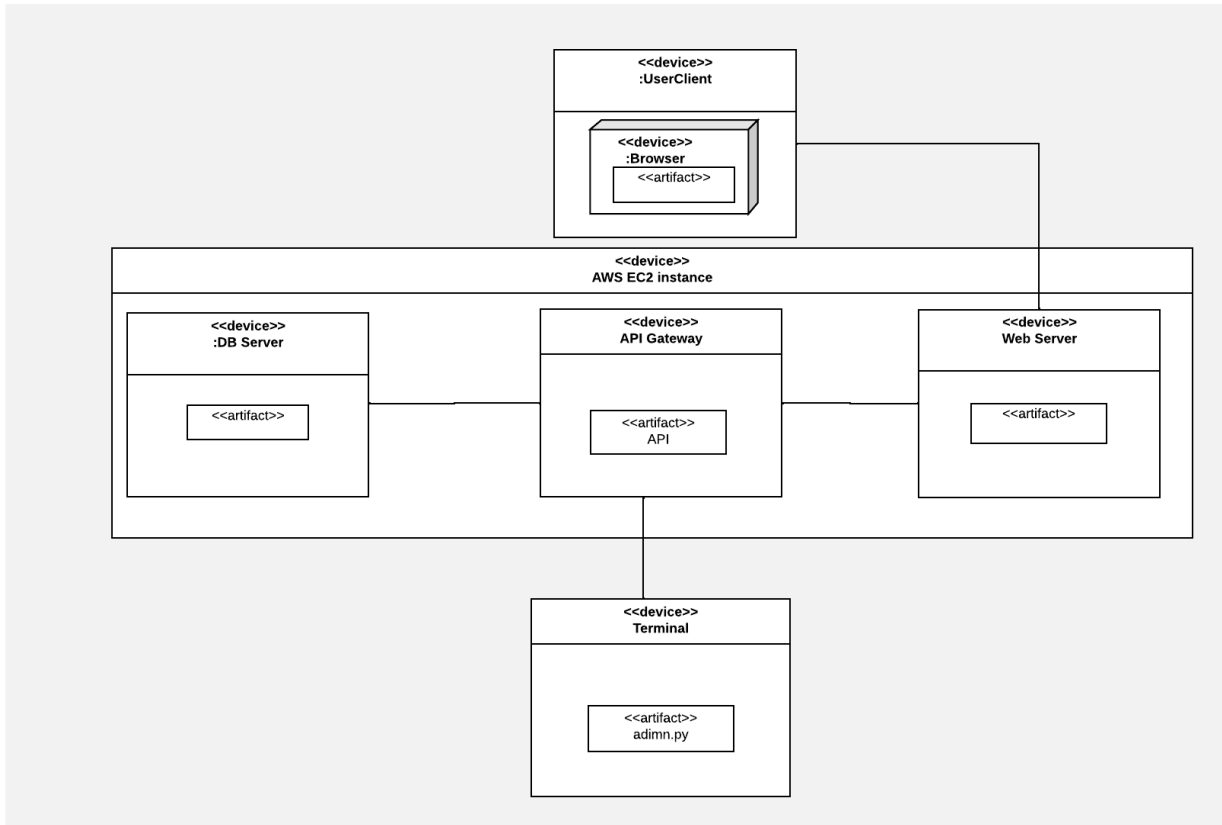 <<device>>
:UserClient
<<device>>
:Browser
<<artifact>>
<<device>>
AWS EC2 instance
<<device>>
:DB Server
<<artifact>>
<<device>>
API Gateway
<<artifact>>
API
<<device>>
Web Server
<<artifact>>
<<device>>
Terminal
<<artifact>>
adimn.py